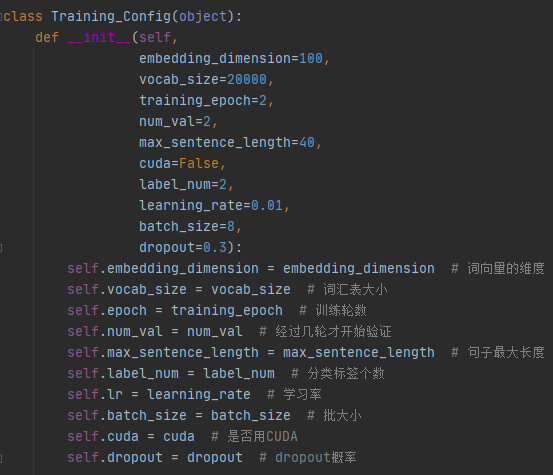 class Training_Config(object):
    def __init__(self,
                 embedding_dimension=100,
                 vocab_size=20000,
                 training_epoch=2,
                 num_val=2,
                 max_sentence_length=40,
                 cuda=False,
                 label_num=2,
                 learning_rate=0.01,
                 batch_size=8,
                 dropout=0.3):
        self.embedding_dimension = embedding_dimension  # 词向量的维度
        self.vocab_size = vocab_size  # 词汇表大小
        self.epoch = training_epoch  # 训练轮数
        self.num_val = num_val  # 经过几轮才开始验证
        self.max_sentence_length = max_sentence_length  # 句子最大长度
        self.label_num = label_num  # 分类标签个数
        self.lr = learning_rate  # 学习率
        self.batch_size = batch_size  # 批大小
        self.cuda = cuda  # 是否用CUDA
        self.dropout = dropout  # dropout概率